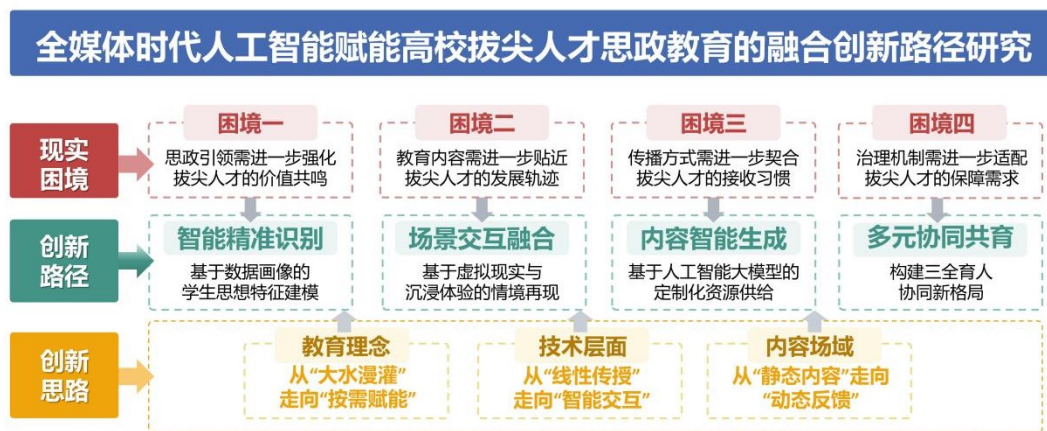 全媒体时代人工智能赋能高校拔尖人才思政教育的融合创新路径研究
现实
困境
困境一
思政引领需进一步强化
拔尖人才的价值共鸣
困境二
教育内容需进一步贴近
拔尖人才的发展轨迹
困境三
传播方式需进一步契合
拔尖人才的接收习惯
困境四
治理机制需进一步适配
拔尖人才的保障需求
创新
路径
智能精准识别
基于数据画像的
学生思想特征建模
场景交互融合
基于虚拟现实与
沉浸体验的情境再现
内容智能生成
基于人工智能大模型的
定制化资源供给
多元协同共育
构建三全育人
协同新格局
创新
思路
教育理念
从“大水漫灌”
走向“按需赋能”
技术层面
从“线性传授”
走向“智能交互”
内容场域
从“静态内容”走向
“动态反馈”